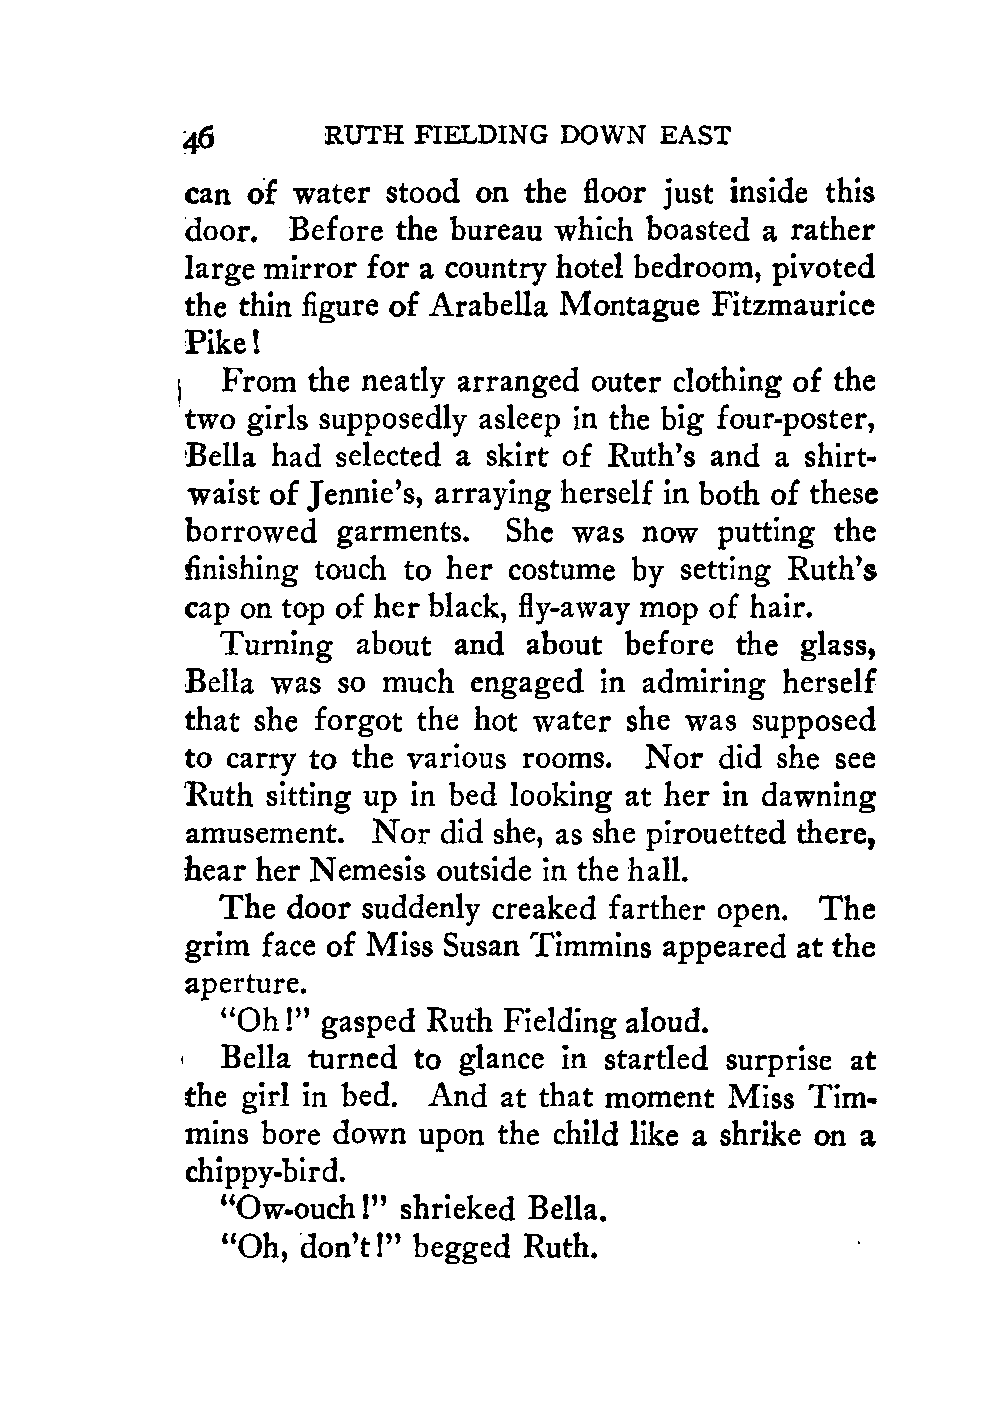 46 RUTH FIELDING DOWN EAST
can of water stood on the floor just inside this
door. Before the bureau which boasted a rather
large mirror for a country hotel bedroom, pivoted
the thin figure of Arabella Montague Fitzmaurice
Pike!
From the neatly arranged outer clothing of the
two girls supposedly asleep in the big four-poster,
Bella had selected a skirt of Ruth's and a shirt-
waist of Jennie's, arraying herself in both of these
borrowed garments. She was now putting the
finishing touch to her costume by setting Ruth's
cap on top of her black, fly-away mop of hair.
Turning about and about before the glass,
Bella was so much engaged in admiring herself
that she forgot the hot water she was supposed
to carry to the various rooms. Nor did she see
Ruth sitting up in bed looking at her in dawning
amusement. Nor did she, as she pirouetted there,
hear her Nemesis outside in the hall.
The door suddenly creaked farther open. The
grim face of Miss Susan Timmins appeared at the
aperture.
"Oh!" gasped Ruth Fielding aloud.
Bella turned to glance in startled surprise at
the girl in bed. And at that moment Miss Tim-
mins bore down upon the child like a shrike on a
chippy-bird.
"Ow-ouch!" shrieked Bella.
"Oh, don't!" begged Ruth.